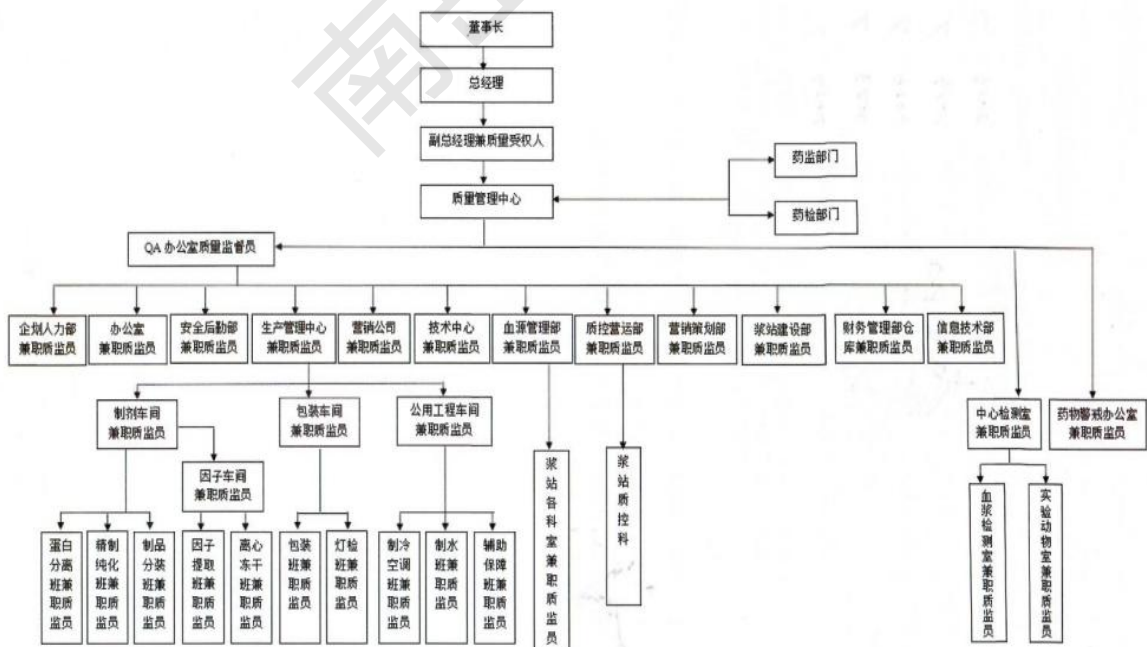 董事长
总经理
副总经理兼质量受权人
药监部门
质量管理中心
药检部门
QA办公室质量监督员
企划人力部
兼职质监员
办公室
兼职质监员
安全后勤部
兼职质监员
生产管理中心
兼职质监员
营销公司
兼职质监员
技术中心
兼职质监员
血源管理部
兼职质监员
质控营运部
兼职质监员
营销策划部
兼职质监员
浆站建设部
兼职质监员
财务管理部仓
库兼职质监员
信息技术部
兼职质监员
制剂车间
兼职质监员
包装车间
兼职质监员
公用工程车间
兼职质监员
中心检测室
兼职质监员
药物警戒办公室
兼职质监员
因子车间
兼职质监员
浆站各科室兼职质监员
浆站质控科
血浆检测室兼职质监员
实验动物室兼职质监员
蛋白
分离
班兼
职质
监员
精制
纯化
班兼
职质
监员
制品
分装
班兼
职质
监员
因子
提取
班兼
职质
监员
离心
冻干
班兼
职质
监员
包装
班兼
职质
监员
灯检
班兼
职质
监员
制冷
空调
班兼
职质
监员
制水
班兼
职质
监员
辅助
保障
班兼
职质
监员